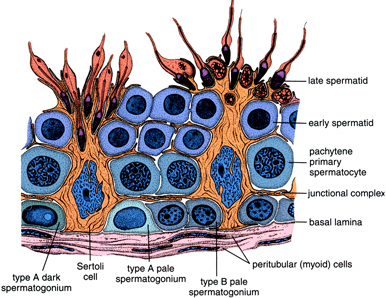 late spermatid
early spermatid
pachytene
primary
spermatocyte
junctional complex
basal lamina
peritubular (myoid) cells
type A dark
spermatogonium
Sertoli
cell
type A pale
spermatogonium
type B pale
spermatogonium